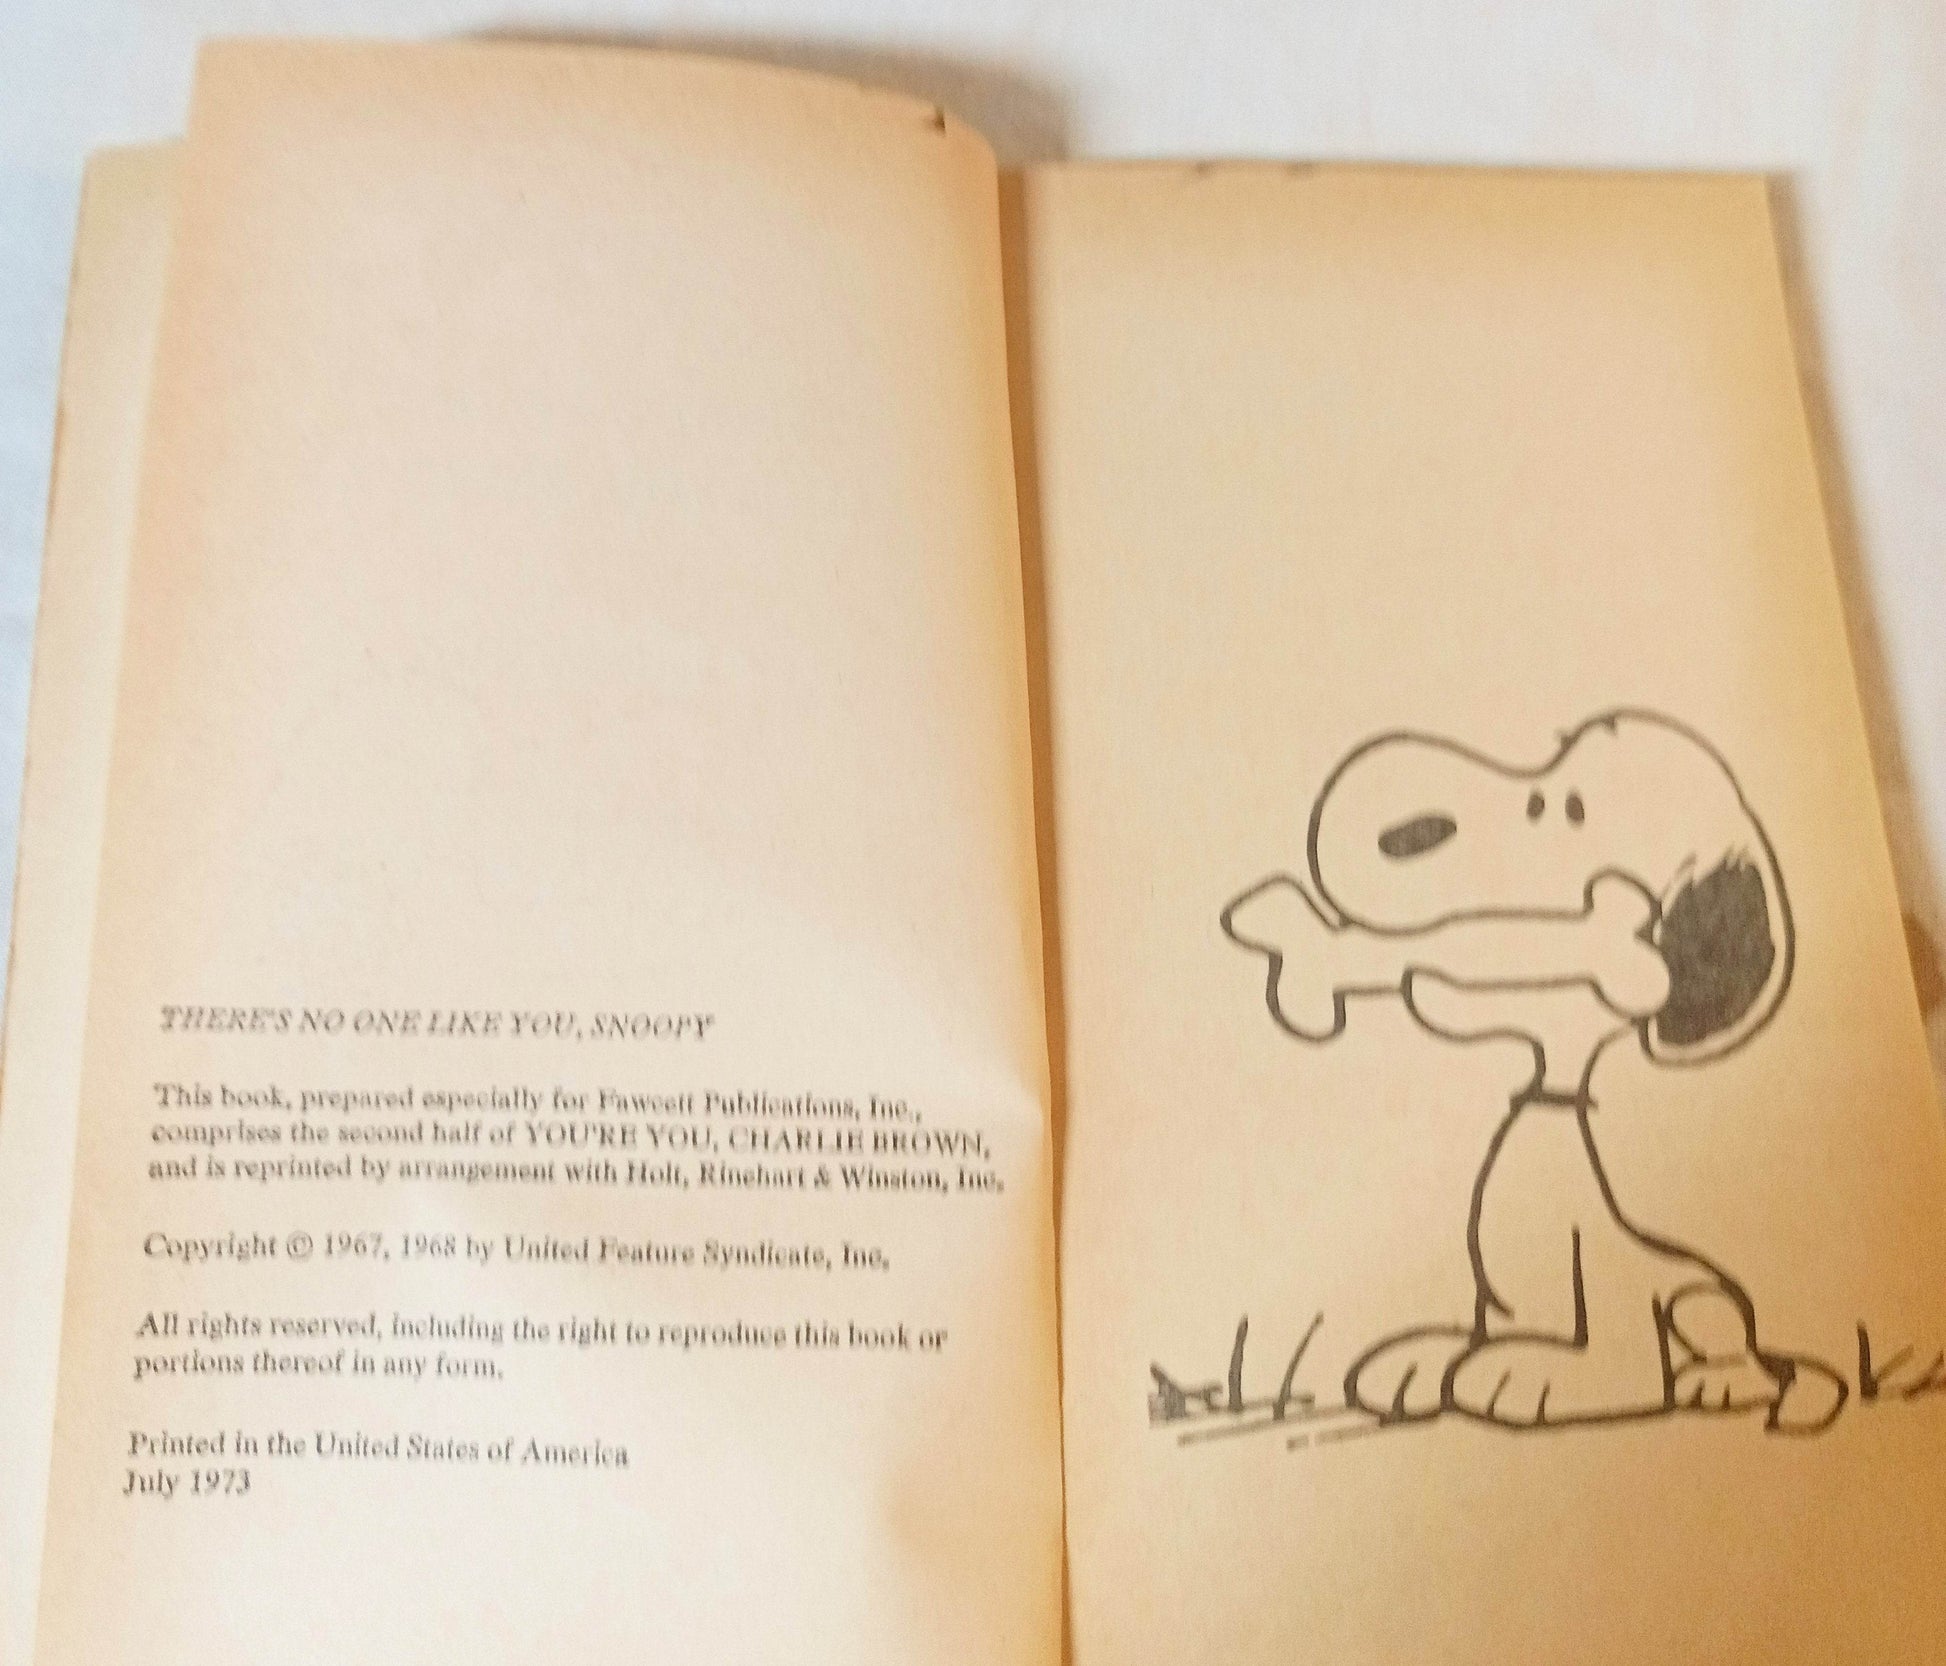 THERE'S NO ONE LIKE YOU, SNOOPY
This book, prepared especially for Fawcett Publications, Inc.,
comprises the second half of YOU'RE YOU, CHARLIE BROWN,
and is reprinted by arrangement with Holt, Rinehart & Winston, Inc.
Copyright © 1967, 1968 by United Feature Syndicate, Inc.
All rights reserved, including the right to reproduce this book or
portions thereof in any form.
Printed in the United States of America
July 1973